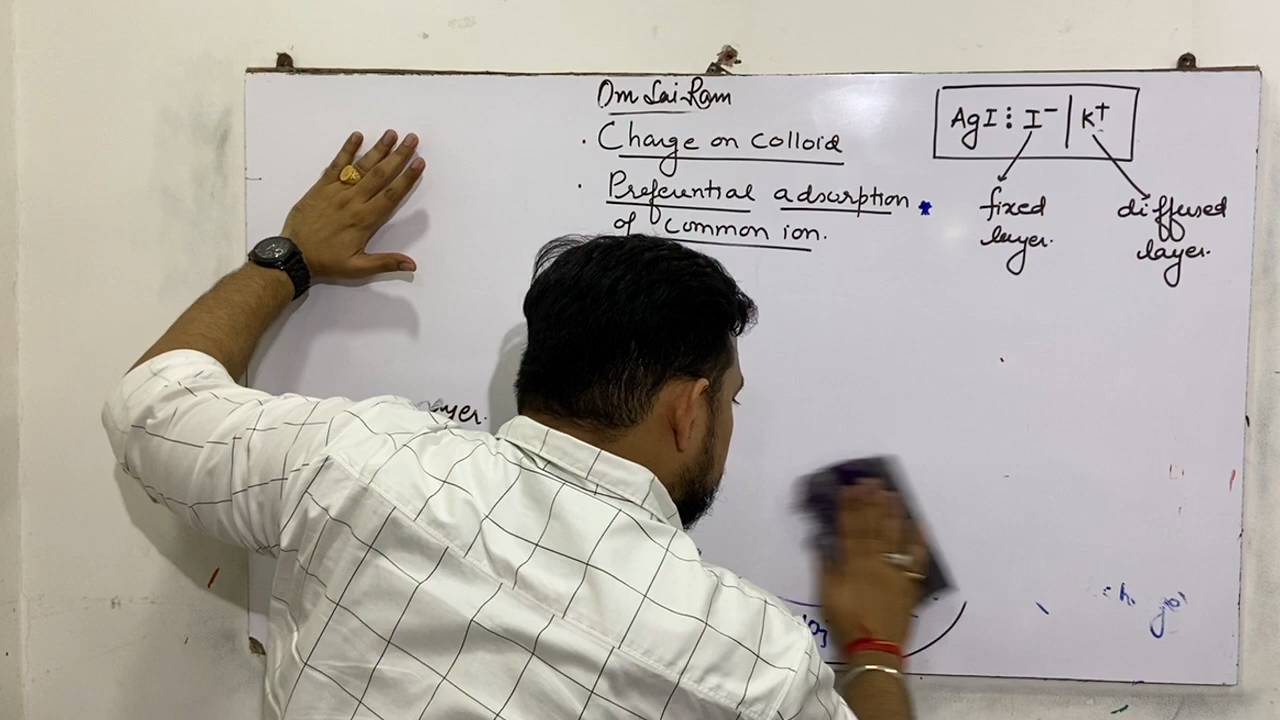 Om Sai Ram
· Charge on Colloid
· Preferential adsorption
of Common ion.
AgI ⋮ I⁻ | K⁺
fixed
layer.
diffused
layer.